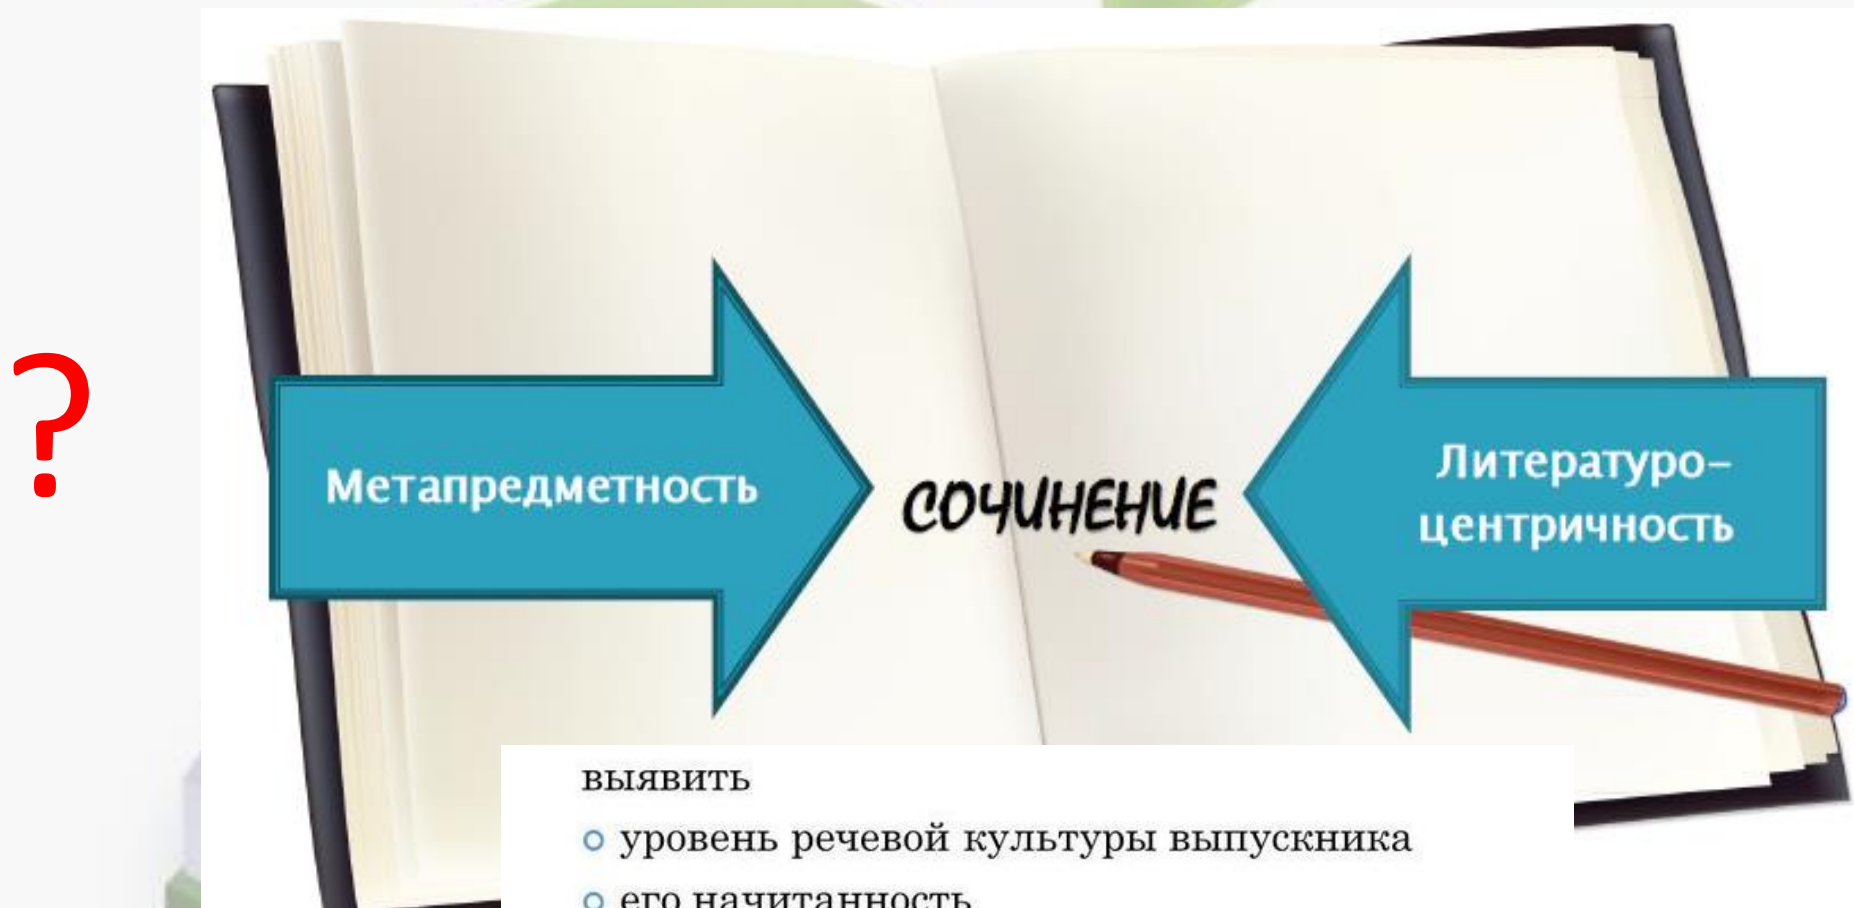 ?
Метапредметность
СОЧИНЕНИЕ
Литературо-
центричность
выявить
уровень речевой культуры выпускника
его начитанность